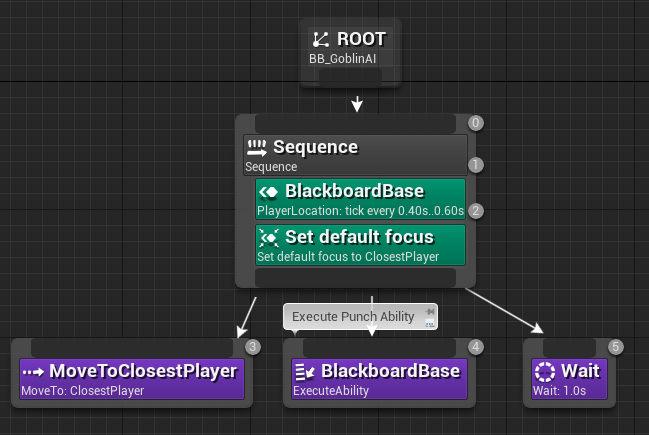 ROOT
BB_GoblinAI
0
Sequence
Sequence
1
BlackboardBase
PlayerLocation: tick every 0.40s..0.60s
2
Set default focus
Set default focus to ClosestPlayer
Execute Punch Ability
3
MoveToClosestPlayer
MoveTo: ClosestPlayer
4
BlackboardBase
ExecuteAbility
5
Wait
Wait: 1.0s